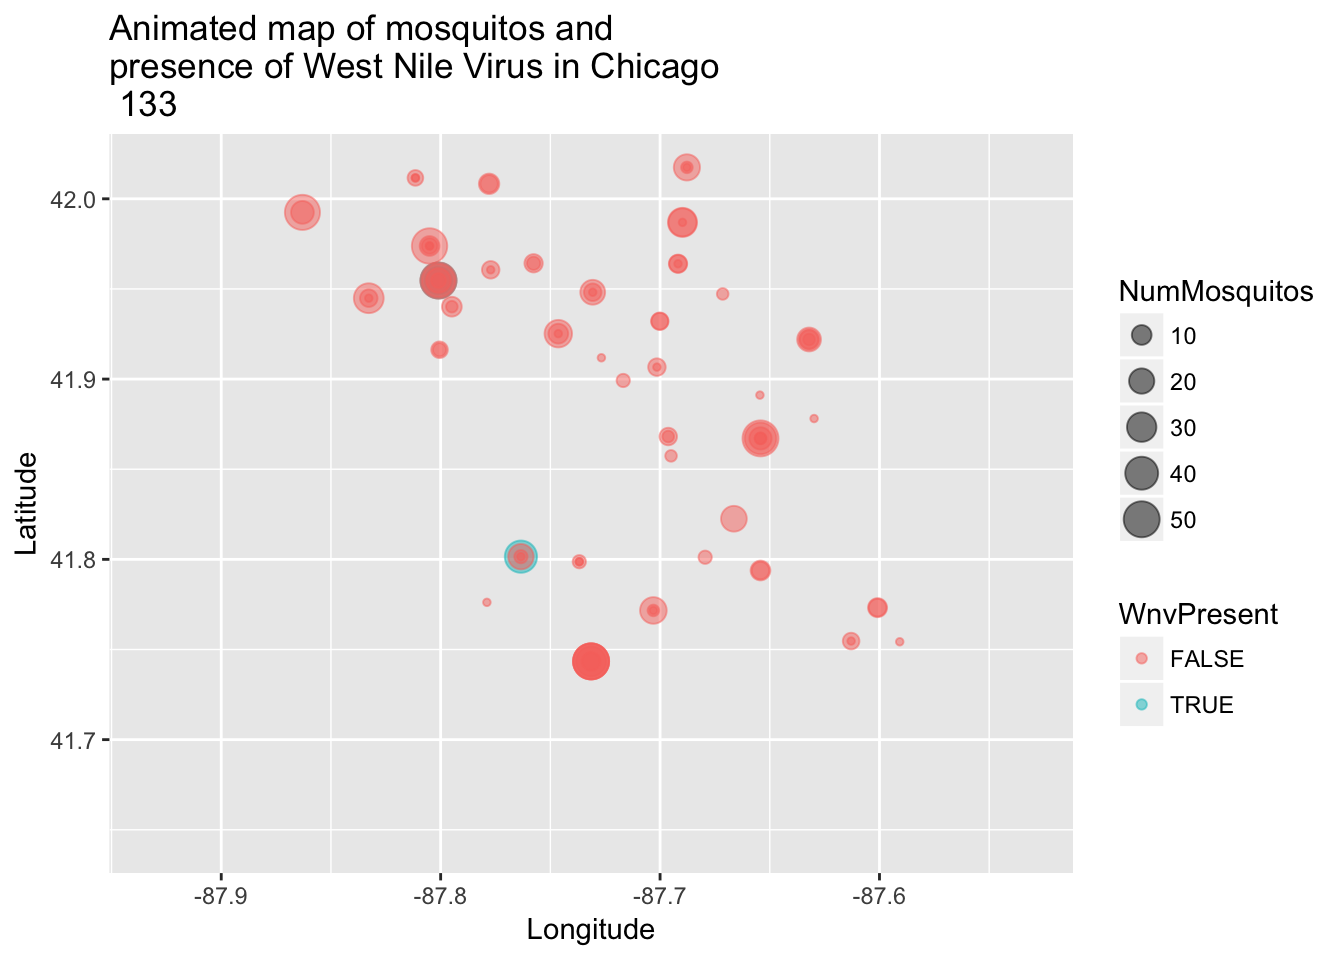 Animated map of mosquitos and
presence of West Nile Virus in Chicago
133
42.0
41.9
41.8
41.7
Latitude
-87.9
-87.8
-87.7
-87.6
Longitude
NumMosquitos
10
20
30
40
50
WnvPresent
FALSE
TRUE